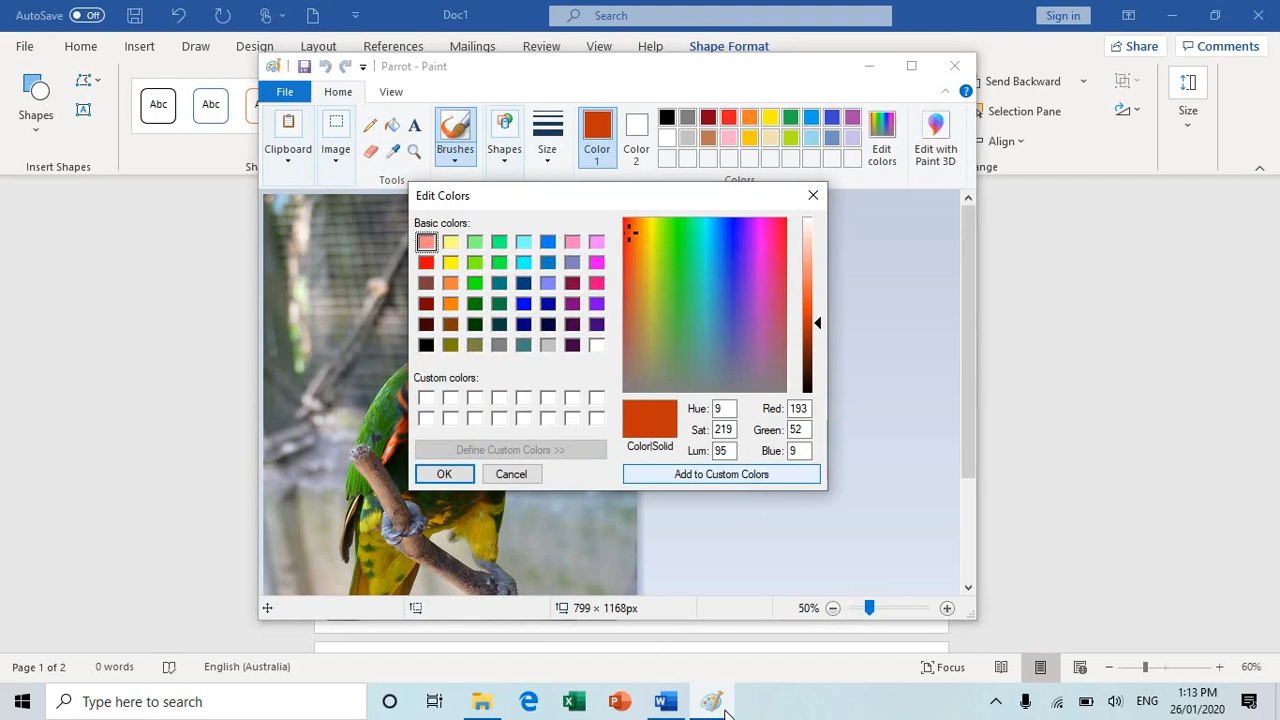 AutoSave Off Doc1 Search Sign in
File Home Insert Draw Design Layout References Mailings Review View Help Shape Format Share Comments
Parrot - Paint
Shapes
Abc Abc
Insert Shapes
Send Backward
Selection Pane
Align
Size
File Home View
Clipboard Image Tools Brushes Shapes Size Color 1 Color 2 Colors Edit colors Edit with Paint 3D
Edit Colors
Basic colors:
Custom colors:
Define Custom Colors >>
OK Cancel
Hue: 9 Red: 193
Sat: 219 Green: 52
Color|Solid
Lum: 95 Blue: 9
Add to Custom Colors
799 × 1168px 50%
Page 1 of 2 0 words English (Australia) Focus 60%
Type here to search ENG 1:13 PM
26/01/2020